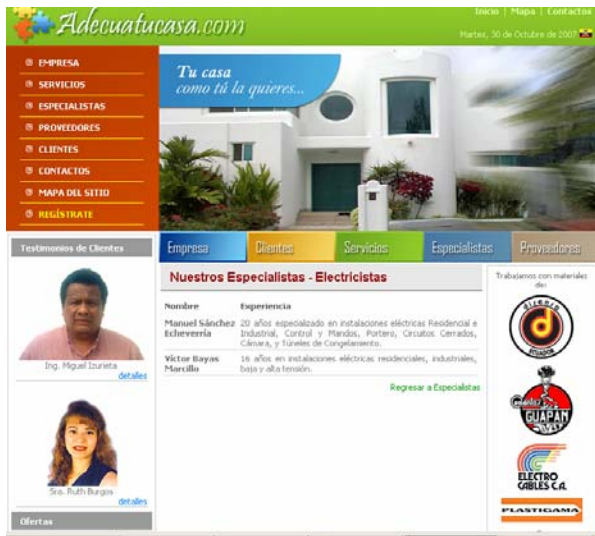 Adecuatucasa.com
Inicio | Mapa | Contactos
Martes, 30 de Octubre de 2007
EMPRESA
SERVICIOS
ESPECIALISTAS
PROVEEDORES
CLIENTES
CONTACTOS
MAPA DEL SITIO
REGÍSTRATE
Tu casa
como tú la quieres...
Empresa
Clientes
Servicios
Especialistas
Proveedores
Testimonios de Clientes
Ing. Miguel Izurieta
detalles
Sra. Ruth Burgos
detalles
Ofertas
Nuestros Especialistas - Electricistas
Nombre Experiencia
Manuel Sánchez 20 años especializado en instalaciones eléctricas Residencial e
Echeverría Industrial, Control y Mandos, Portero, Circuitos Cerrados,
Cámara, y Túneles de Congelamiento.
Víctor Bayas 16 años en instalaciones eléctricas residenciales, industriales,
Morcillo baja y alta tensión.
Regresar a Especialistas
Trabajamos con materiales
de:
ECUADOR
GUAPAN
ELECTRO
CABLES C.A.
PLASTIGAMA